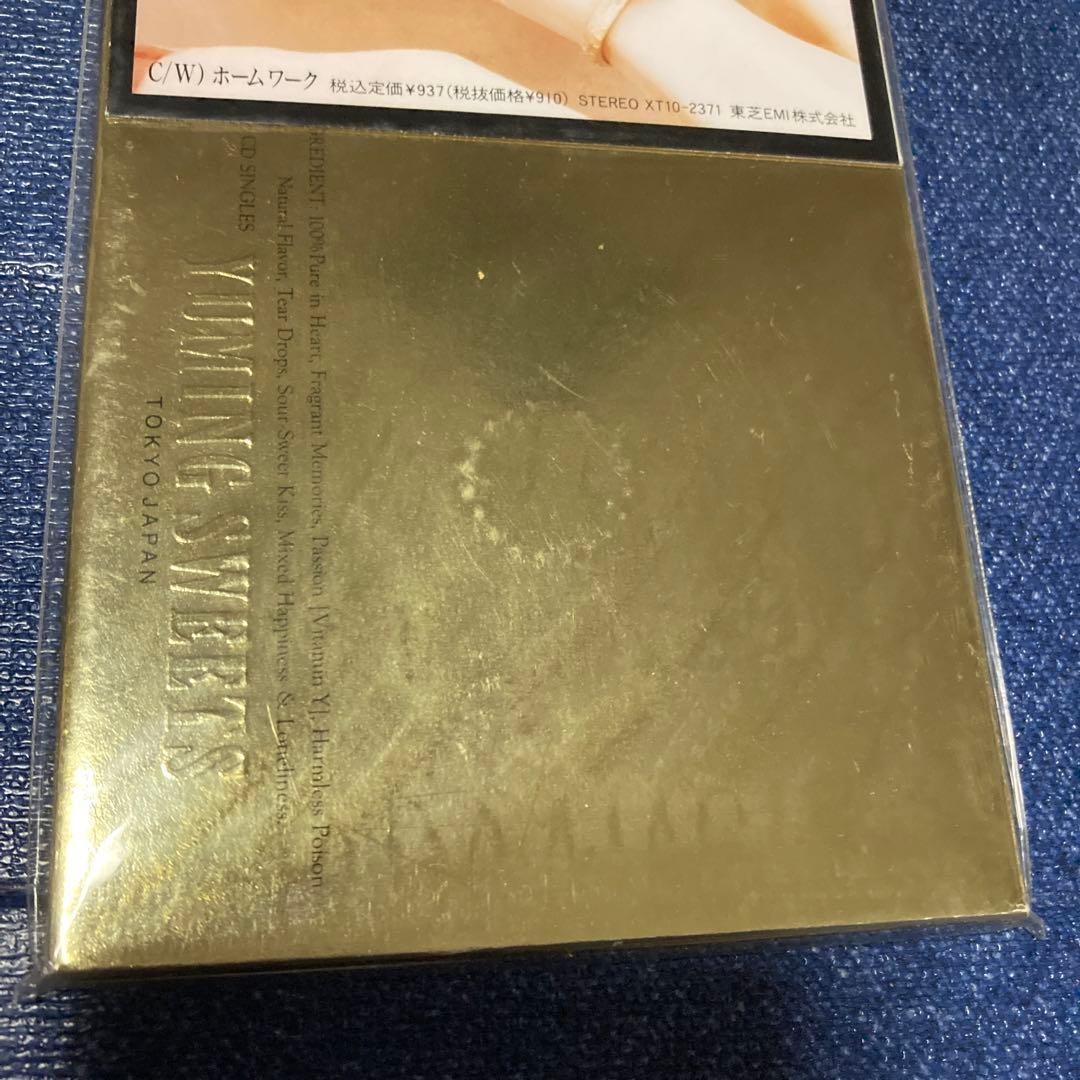 C/W) ホームワーク 税込定価¥937(税抜価格¥910) STEREO XT10-2371 東芝EMI株式会社
REDIENT: 100% Pure in Heart, Fragrant Memories, Passion [Vitamin Y], Harmless Poison
Natural Flavor, Tear Drops, Sour Sweet Kiss, Mixed Happiness & Loneliness.
CD SINGLES
YUMING SWEETS
TOKYO JAPAN